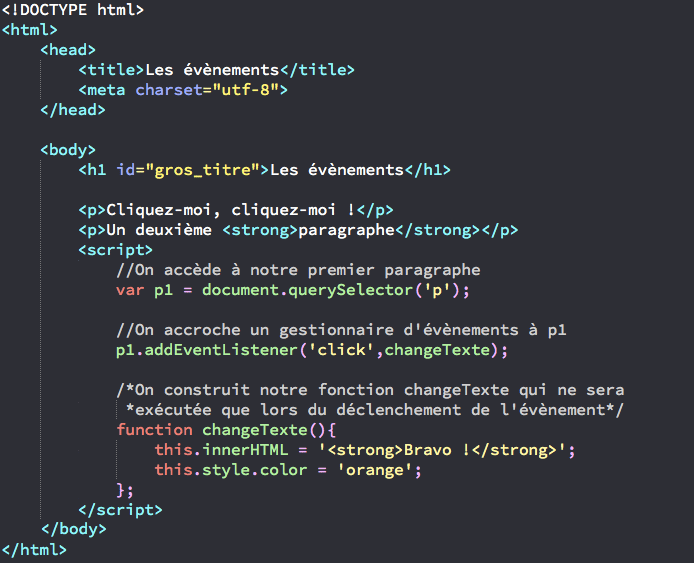 <!DOCTYPE html>
<html>
<head>
<title>Les évènements</title>
<meta charset="utf-8">
</head>
<body>
<h1 id="gros_titre">Les évènements</h1>
<p>Cliquez-moi, cliquez-moi !</p>
<p>Un deuxième <strong>paragraphe</strong></p>
<script>
//On accède à notre premier paragraphe
var p1 = document.querySelector('p');
//On accroche un gestionnaire d'évènements à p1
p1.addEventListener('click',changeTexte);
/*On construit notre fonction changeTexte qui ne sera
*exécutée que lors du déclenchement de l'évènement*/
function changeTexte(){
this.innerHTML = '<strong>Bravo !</strong>';
this.style.color = 'orange';
};
</script>
</body>
</html>